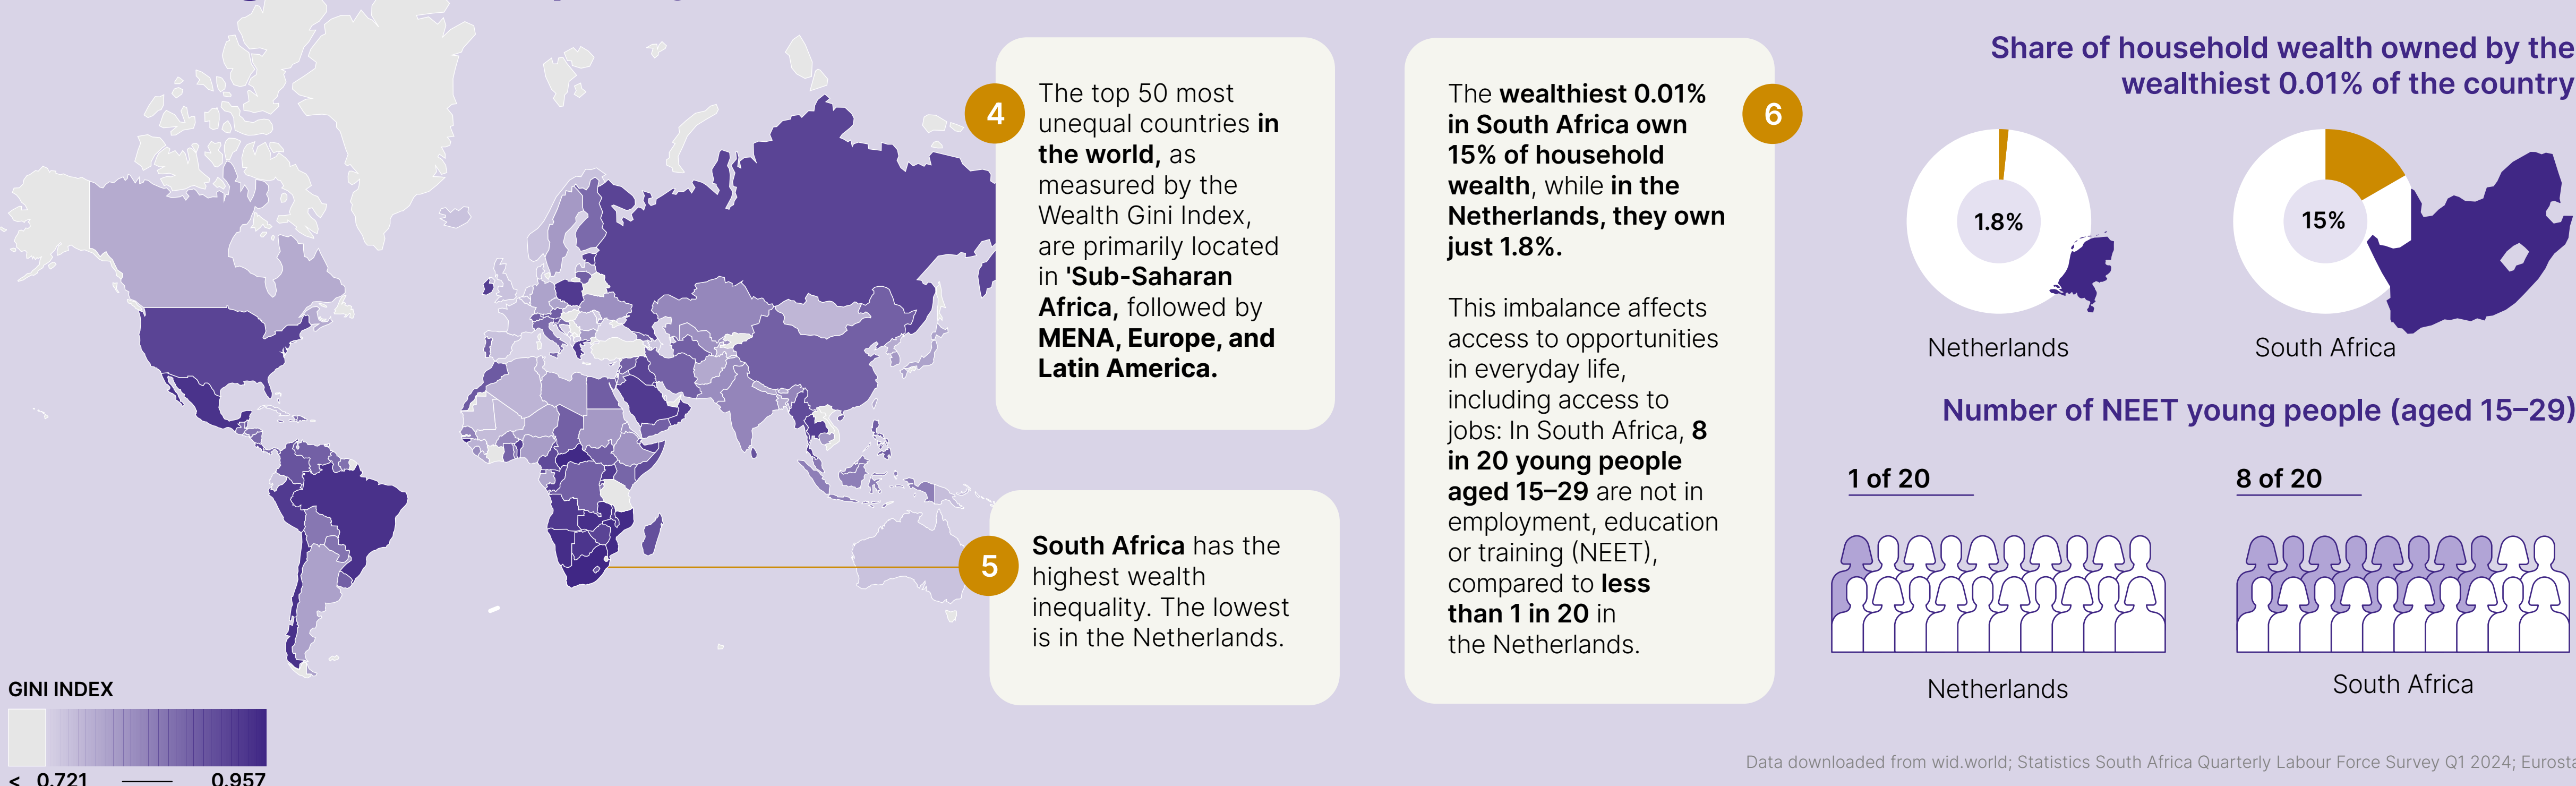 4
The top 50 most
unequal countries in
the world, as
measured by the
Wealth Gini Index,
are primarily located
in 'Sub-Saharan
Africa, followed by
MENA, Europe, and
Latin America.
5
South Africa has the
highest wealth
inequality. The lowest
is in the Netherlands.
GINI INDEX
< 0.721 0.957
6
The wealthiest 0.01%
in South Africa own
15% of household
wealth, while in the
Netherlands, they own
just 1.8%.
This imbalance affects
access to opportunities
in everyday life,
including access to
jobs: In South Africa, 8
in 20 young people
aged 15–29 are not in
employment, education
or training (NEET),
compared to less
than 1 in 20 in
the Netherlands.
Share of household wealth owned by the
wealthiest 0.01% of the country
1.8%
15%
Netherlands
South Africa
Number of NEET young people (aged 15–29)
1 of 20
8 of 20
Netherlands
South Africa
Data downloaded from wid.world; Statistics South Africa Quarterly Labour Force Survey Q1 2024;